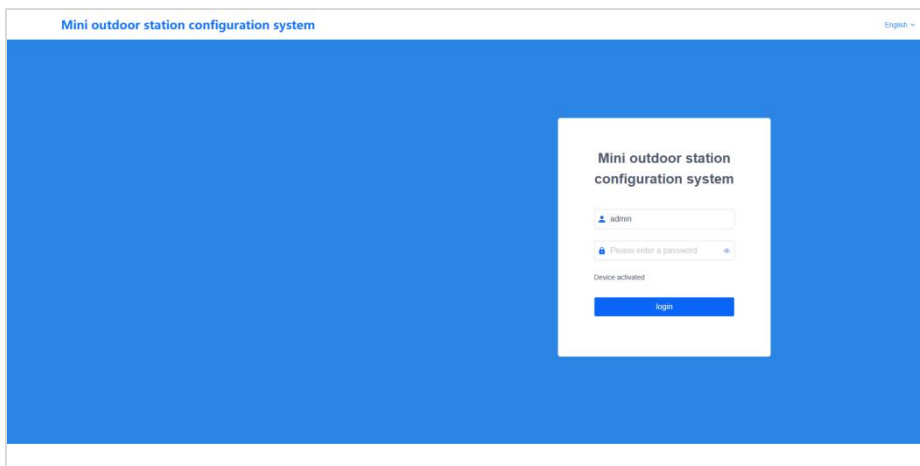 Mini outdoor station configuration system
English
Mini outdoor station
configuration system
admin
Please enter a password
Device activated
login